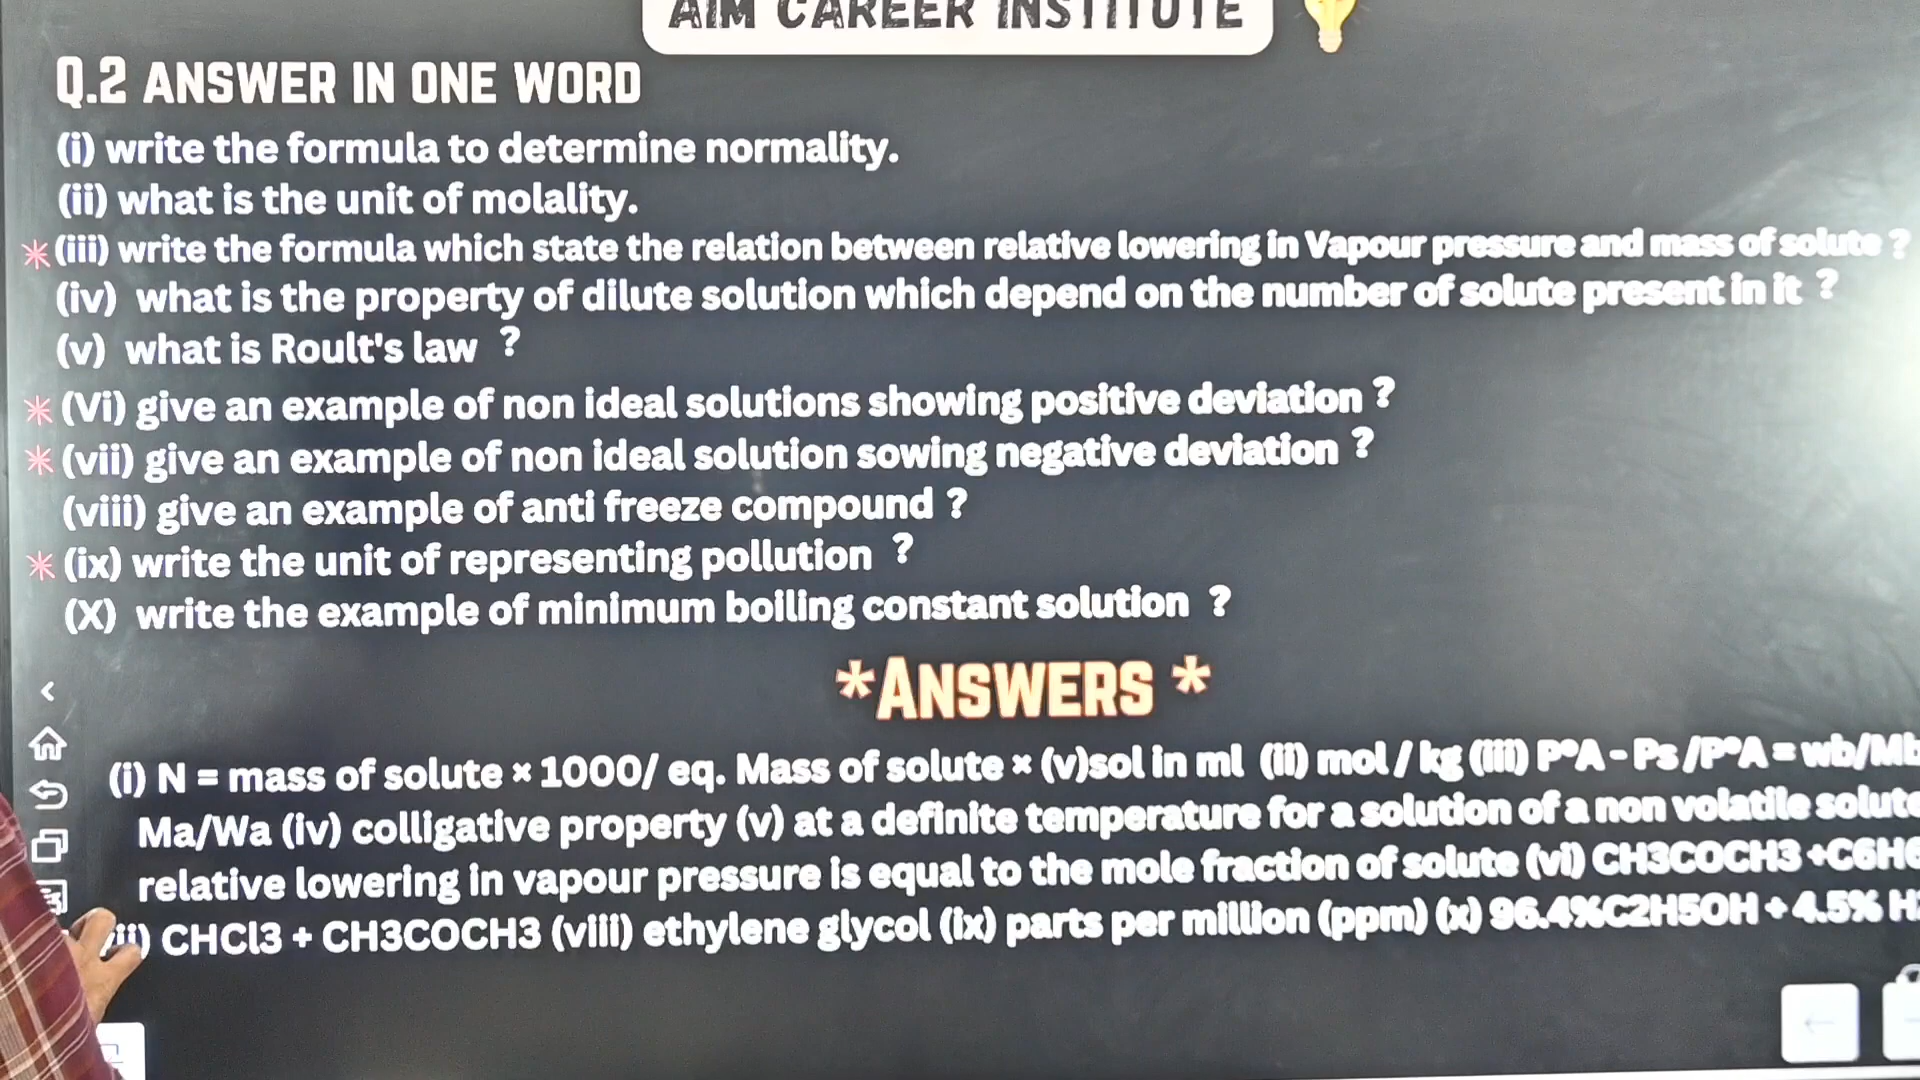 AIM CAREER INSTITUTE
Q.2 ANSWER IN ONE WORD
(i) write the formula to determine normality.
(ii) what is the unit of molality.
*(iii) write the formula which state the relation between relative lowering in Vapour pressure and mass of solute ?
(iv) what is the property of dilute solution which depend on the number of solute present in it ?
(v) what is Roult's law ?
*(Vi) give an example of non ideal solutions showing positive deviation ?
*(vii) give an example of non ideal solution sowing negative deviation ?
(viii) give an example of anti freeze compound ?
*(ix) write the unit of representing pollution ?
(X) write the example of minimum boiling constant solution ?
*ANSWERS *
(i) N = mass of solute × 1000/ eq. Mass of solute × (v)sol in ml (ii) mol / kg (iii) P°A - Ps /P°A = wb/Mb
Ma/Wa (iv) colligative property (v) at a definite temperature for a solution of a non volatile solute
relative lowering in vapour pressure is equal to the mole fraction of solute (vi) CH3COCH3 +C6H6
ii) CHCl3 + CH3COCH3 (viii) ethylene glycol (ix) parts per million (ppm) (x) 96.4%C2H5OH + 4.5% H